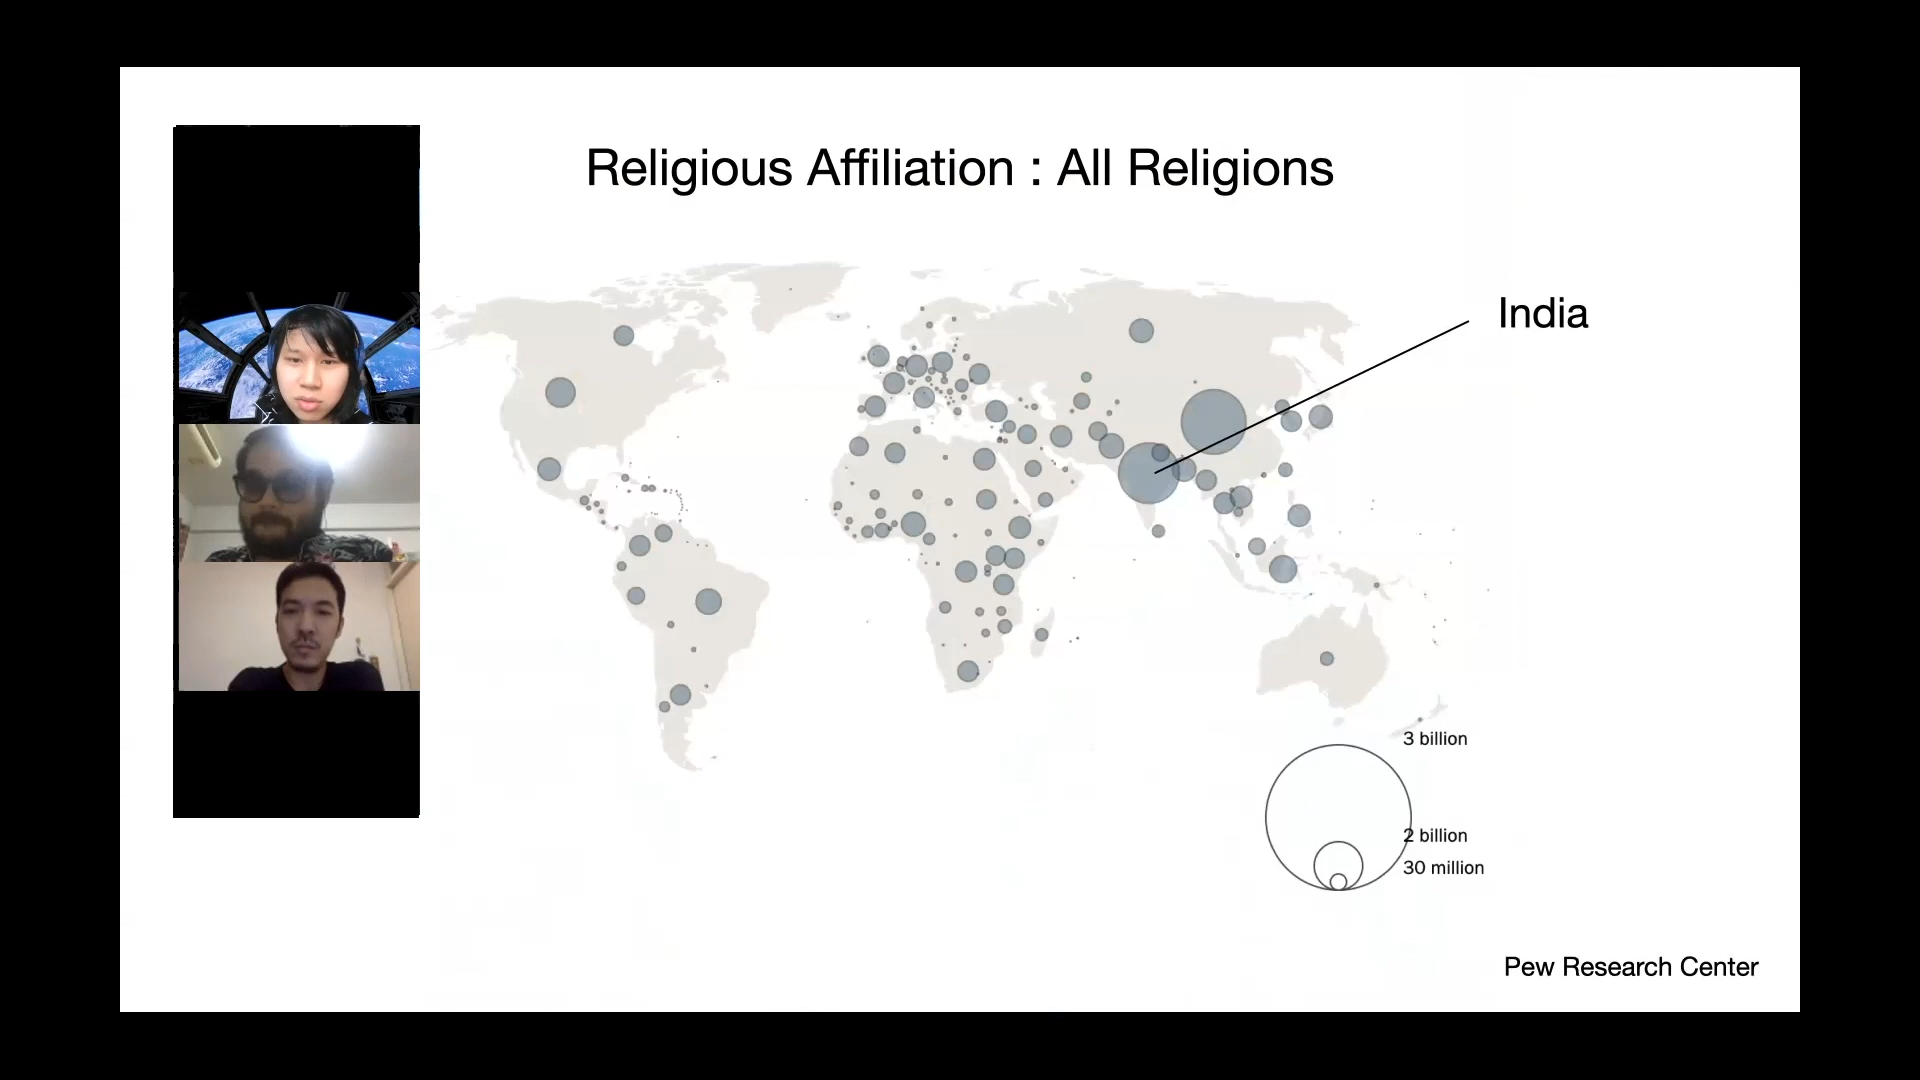 Religious Affiliation : All Religions
India
3 billion
2 billion
30 million
Pew Research Center